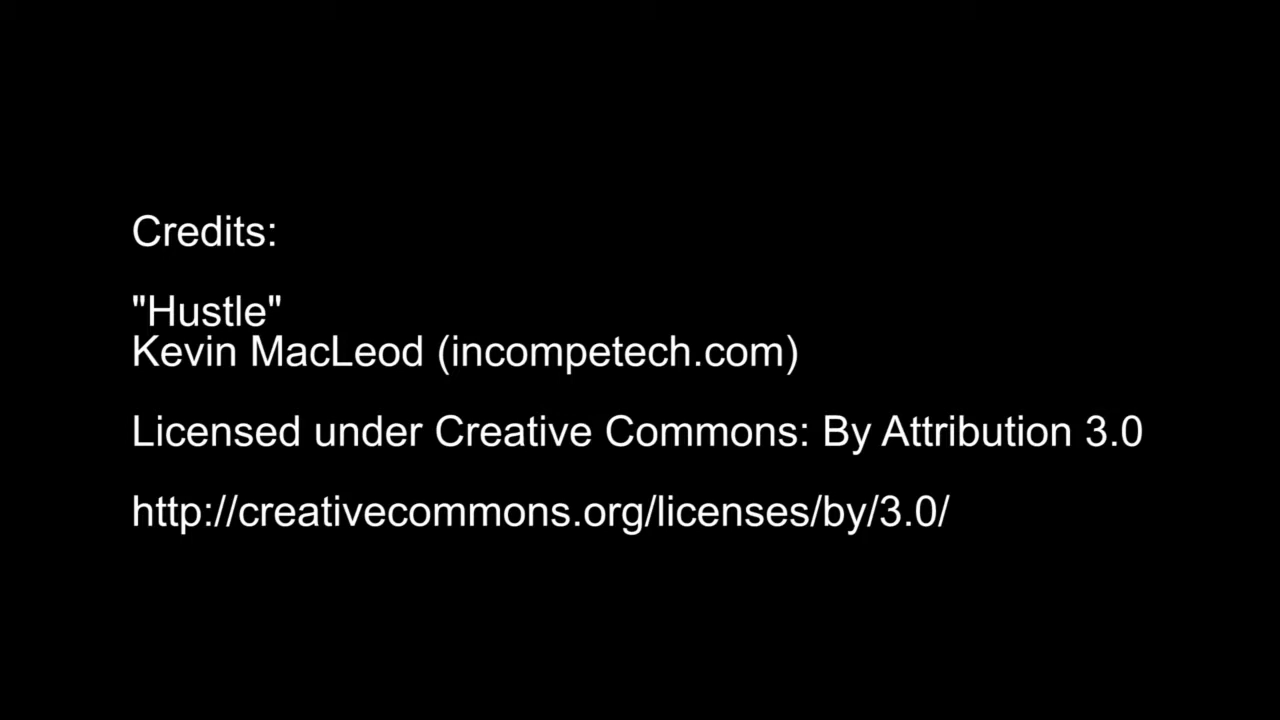 Credits:
"Hustle"
Kevin MacLeod (incompetech.com)
Licensed under Creative Commons: By Attribution 3.0
http://creativecommons.org/licenses/by/3.0/